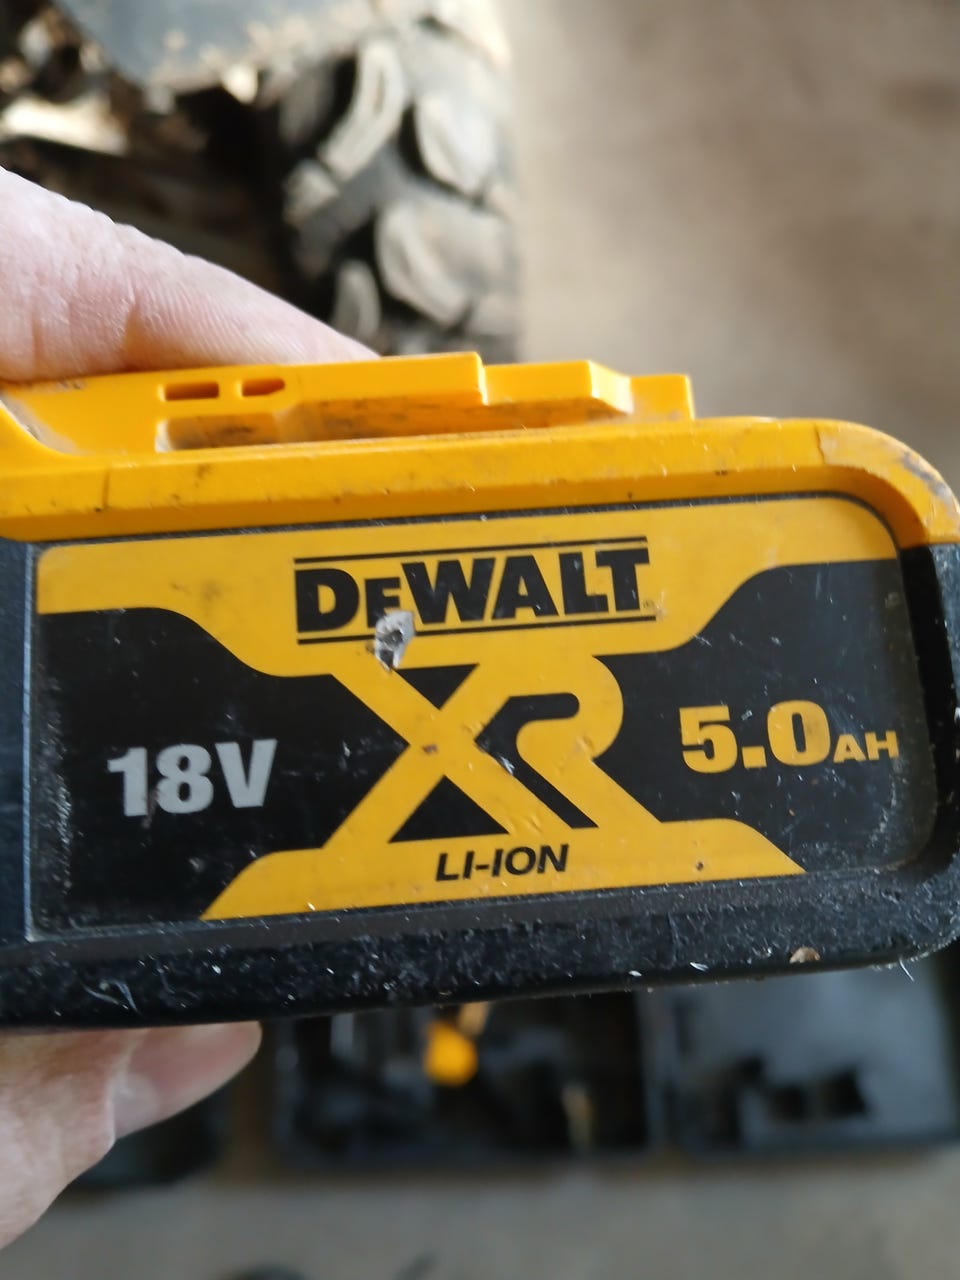 DEWALT
18V XR 5.0AH
LI-ION